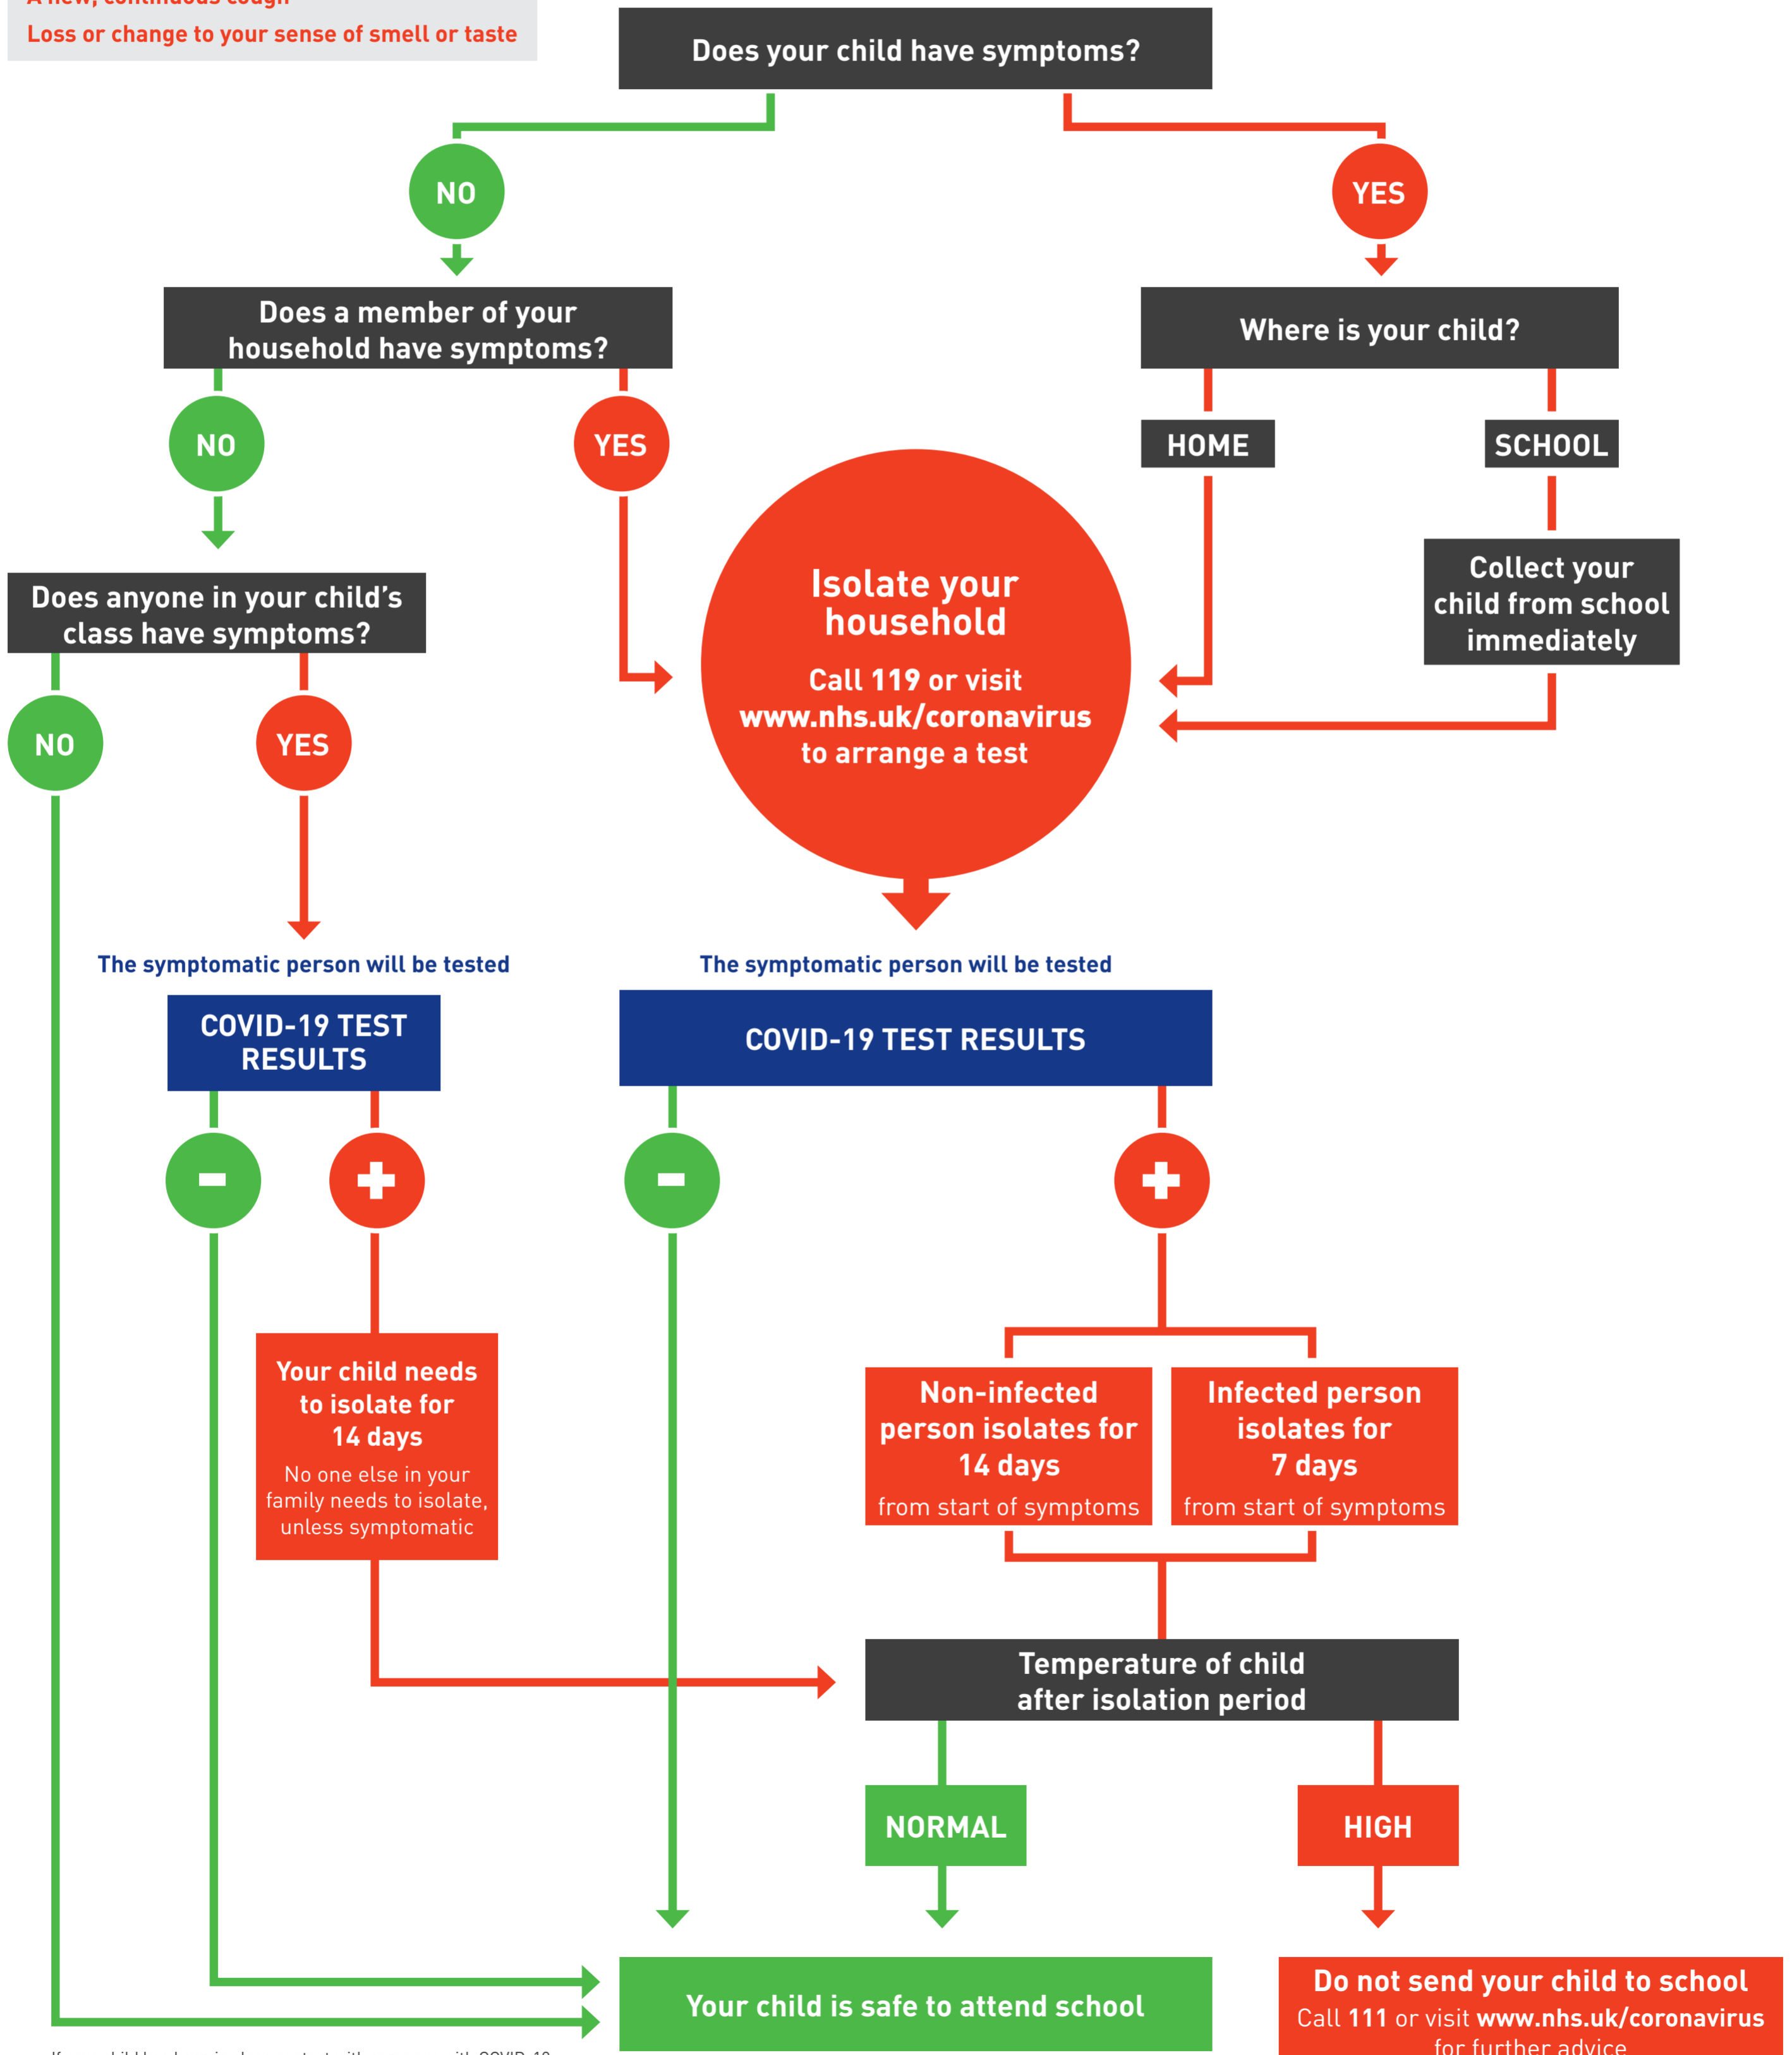 A new, continuous cough
Loss or change to your sense of smell or taste
Does your child have symptoms?
NO
YES
Does a member of your
household have symptoms?
Where is your child?
NO
YES
HOME
SCHOOL
Isolate your
household
Call 119 or visit
www.nhs.uk/coronavirus
to arrange a test
Collect your
child from school
immediately
Does anyone in your child's
class have symptoms?
NO
YES
The symptomatic person will be tested
The symptomatic person will be tested
COVID-19 TEST
RESULTS
COVID-19 TEST RESULTS
-
+
-
+
Your child needs
to isolate for
14 days
No one else in your
family needs to isolate,
unless symptomatic
Non-infected
person isolates for
14 days
from start of symptoms
Infected person
isolates for
7 days
from start of symptoms
Temperature of child
after isolation period
NORMAL
HIGH
Your child is safe to attend school
Do not send your child to school
Call 111 or visit www.nhs.uk/coronavirus
for further advice